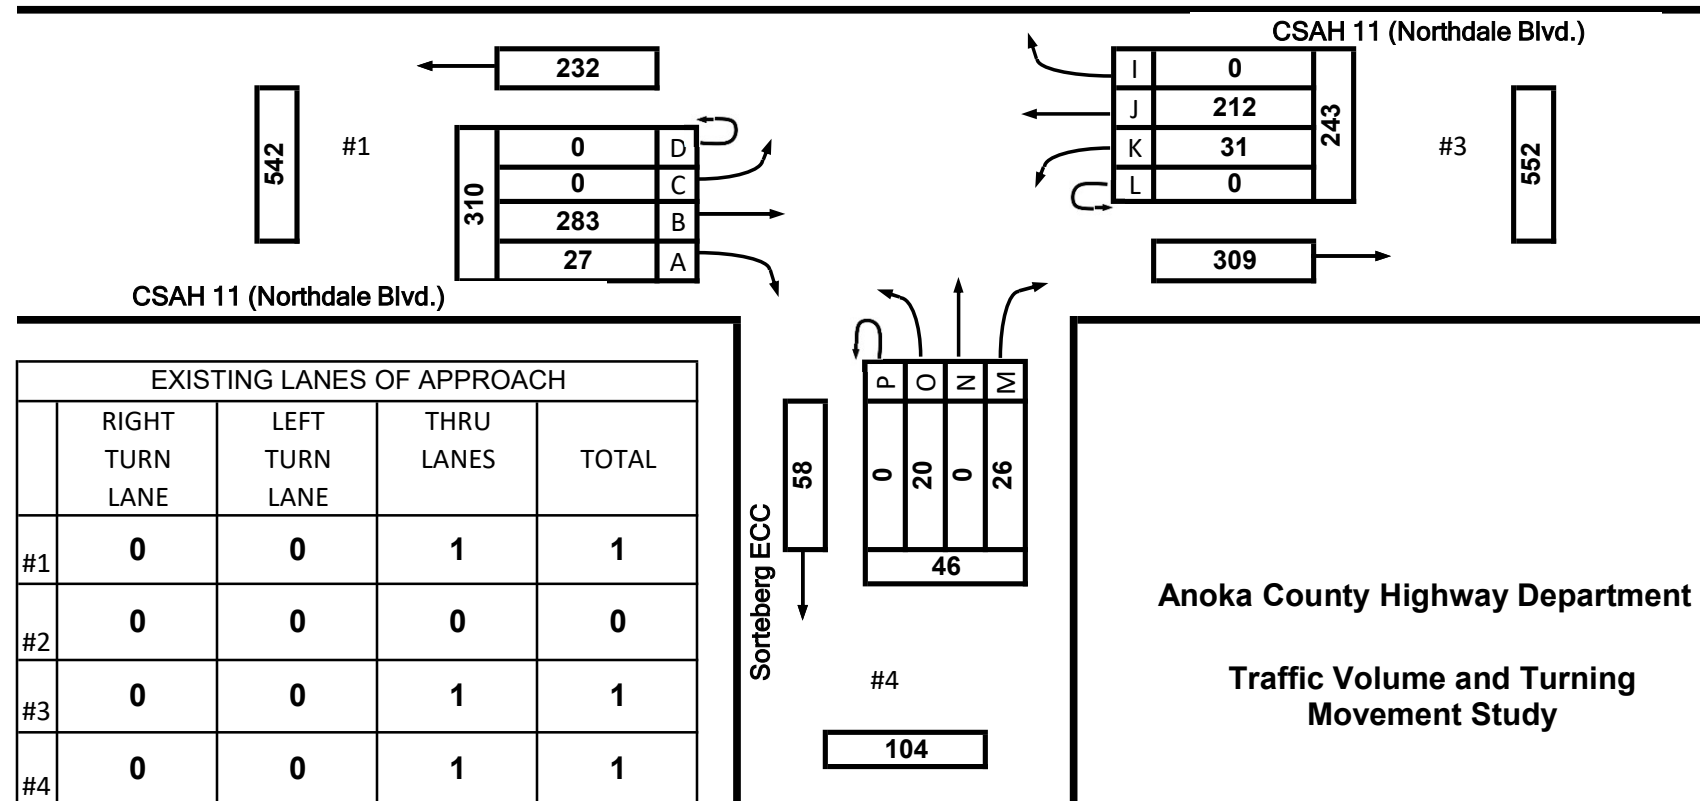 CSAH 11 (Northdale Blvd.)
232
I 0
J 212
K 31
L 0
243
#3
552
542
#1
310
0 D
0 C
283 B
27 A
309
CSAH 11 (Northdale Blvd.)
EXISTING LANES OF APPROACH
RIGHT TURN LANE
LEFT TURN LANE
THRU LANES
TOTAL
#1 0 0 1 1
#2 0 0 0 0
#3 0 0 1 1
#4 0 0 1 1
P O N M
0 20 0 26
46
58
Sorteberg ECC
#4
104
Anoka County Highway Department
Traffic Volume and Turning
Movement Study